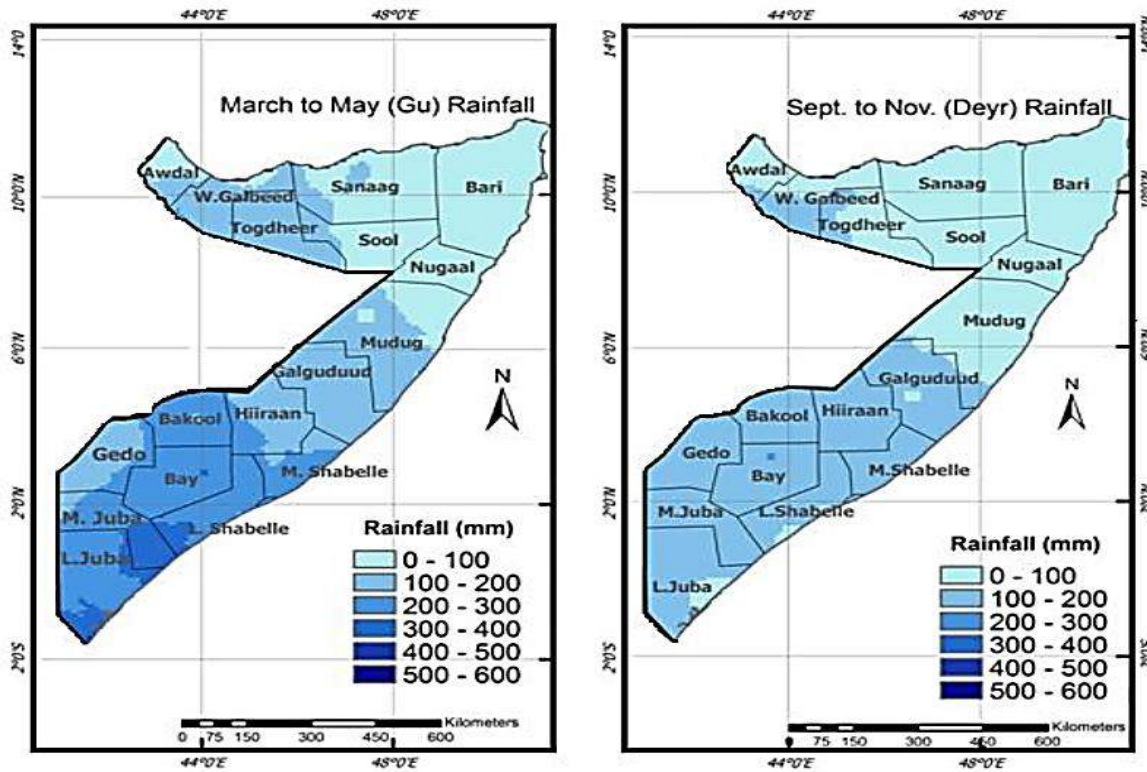 44°0'E 48°0'E
14°0
March to May (Gu) Rainfall
Awdal
W.Galbeed
Sanaag
Bari
10°0'N
Togdheer
Sool
Nugaal
6°0'N
Mudug
Galguduud
N
Bakool
Hiiraan
Gedo
Bay
M. Shabelle
2°0'N
M. Juba
L. Shabelle
L.Juba
Rainfall (mm)
0 - 100
100 - 200
200 - 300
300 - 400
400 - 500
500 - 600
2°0'S
Kilometers
0 75 150 300 450 600
44°0'E 48°0'E
44°0'E 48°0'E
14°0
Sept. to Nov. (Deyr) Rainfall
Awdal
W. Galbeed
Sanaag
Bari
10°0'N
Togdheer
Sool
Nugaal
Mudug
6°0'N
Galguduud
N
Bakool
Hiiraan
Gedo
Bay
M.Shabelle
2°0'N
M.Juba
L.Shabelle
L.Juba
Rainfall (mm)
0 - 100
100 - 200
200 - 300
300 - 400
400 - 500
500 - 600
2°0'S
Kilometers
0 75 150 300 450 600
44°0'E 48°0'E